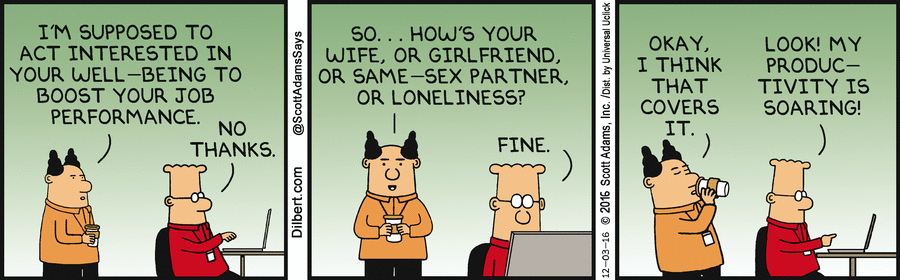 I'M SUPPOSED TO
ACT INTERESTED IN
YOUR WELL-BEING TO
BOOST YOUR JOB
PERFORMANCE.
NO
THANKS.
Dilbert.com @ScottAdamsSays
SO... HOW'S YOUR
WIFE, OR GIRLFRIEND,
OR SAME-SEX PARTNER,
OR LONELINESS?
FINE.
12-03-16 © 2016 Scott Adams, Inc. /Dist. by Universal Uclick
OKAY,
I THINK
THAT
COVERS
IT.
LOOK! MY
PRODUC-
TIVITY IS
SOARING!